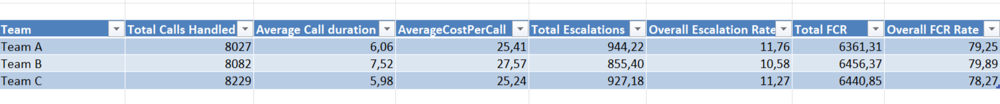 Team Total Calls Handled Average Call duration AverageCostPerCall Total Escalations Overall Escalation Rate Total FCR Overall FCR Rate
Team A 8027 6,06 25,41 944,22 11,76 6361,31 79,25
Team B 8082 7,52 27,57 855,40 10,58 6456,37 79,89
Team C 8229 5,98 25,24 927,18 11,27 6440,85 78,27